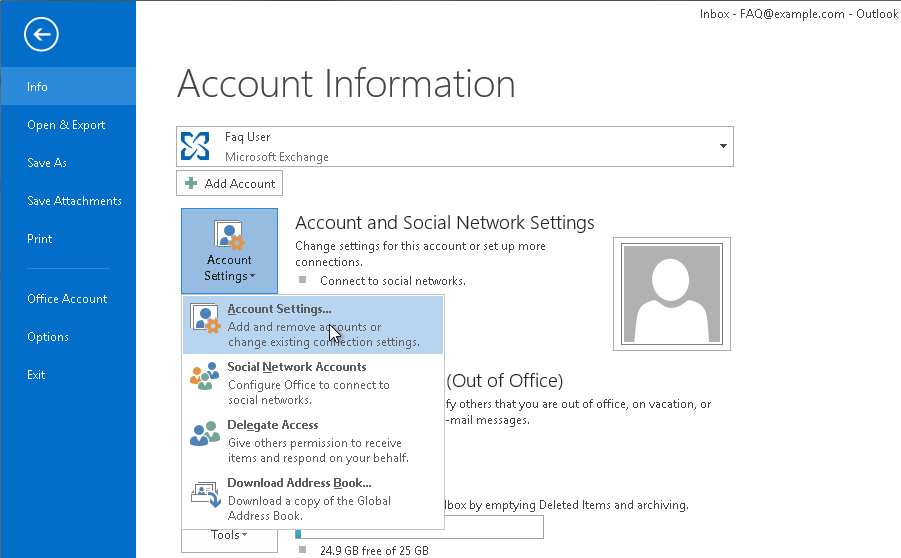 Inbox - FAQ@example.com - Outlook
Info
Open & Export
Save As
Save Attachments
Print
Office Account
Options
Exit
Account Information
Faq User
Microsoft Exchange
Add Account
Account
Settings
Account and Social Network Settings
Change settings for this account or set up more
connections.
Connect to social networks.
Account Settings...
Add and remove accounts or
change existing connection settings.
Social Network Accounts
Configure Office to connect to
social networks.
Delegate Access
Give others permission to receive
items and respond on your behalf.
Download Address Book...
Download a copy of the Global
Address Book.
(Out of Office)
fy others that you are out of office, on vacation, or
-mail messages.
lbox by emptying Deleted Items and archiving.
Tools
24.9 GB free of 25 GB